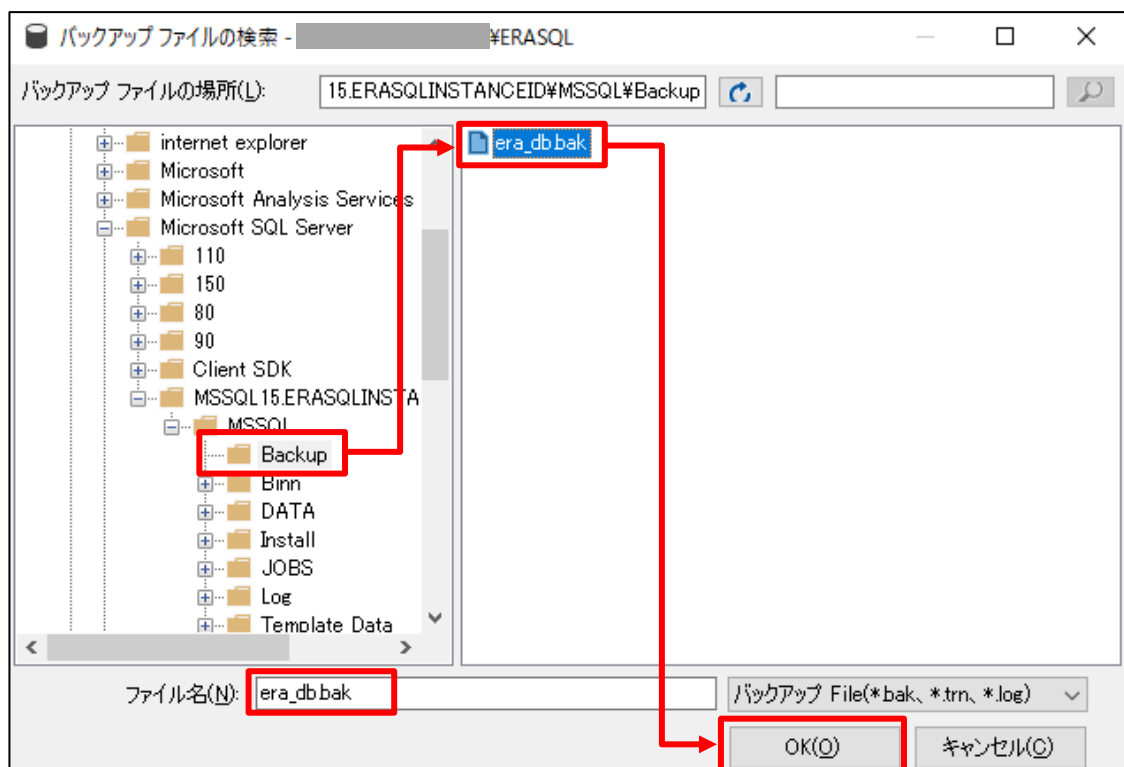 バックアップ ファイルの検索 - ¥ERASQL
バックアップ ファイルの場所(L): 15.ERASQLINSTANCEID¥MSSQL¥Backup
internet explorer
Microsoft
Microsoft Analysis Services
Microsoft SQL Server
110
150
80
90
Client SDK
MSSQL15.ERASQLINSTA
MSSQL
Backup
Binn
DATA
Install
JOBS
Log
Template Data
era_db.bak
ファイル名(N): era_db.bak
バックアップ File(*.bak、*.trn、*.log)
OK(O) キャンセル(C)